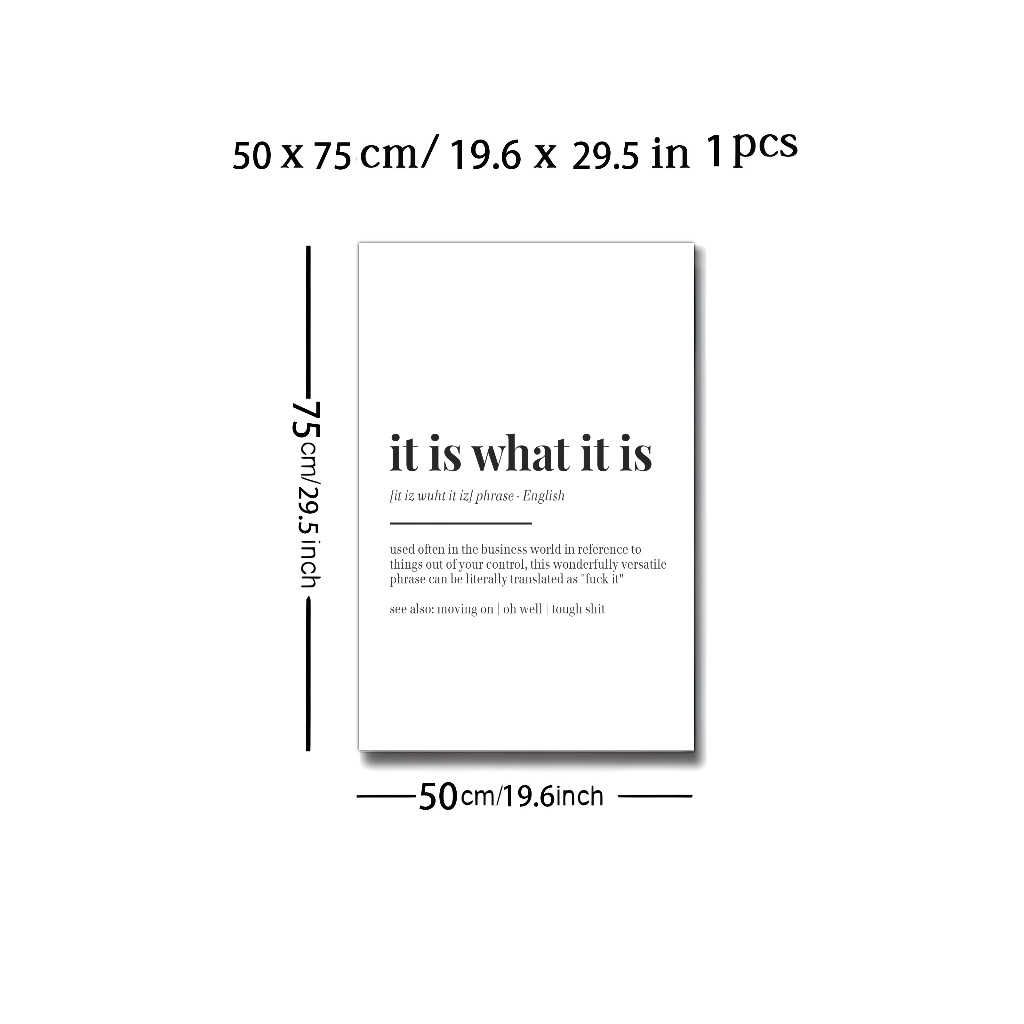 50 x 75 cm/ 19.6 x 29.5 in 1 pcs
75cm/29.5 inch
it is what it is
[it iz wuht it iz] phrase · English
used often in the business world in reference to
things out of your control, this wonderfully versatile
phrase can be literally translated as "fuck it"
see also: moving on | oh well | tough shit
50cm/19.6inch